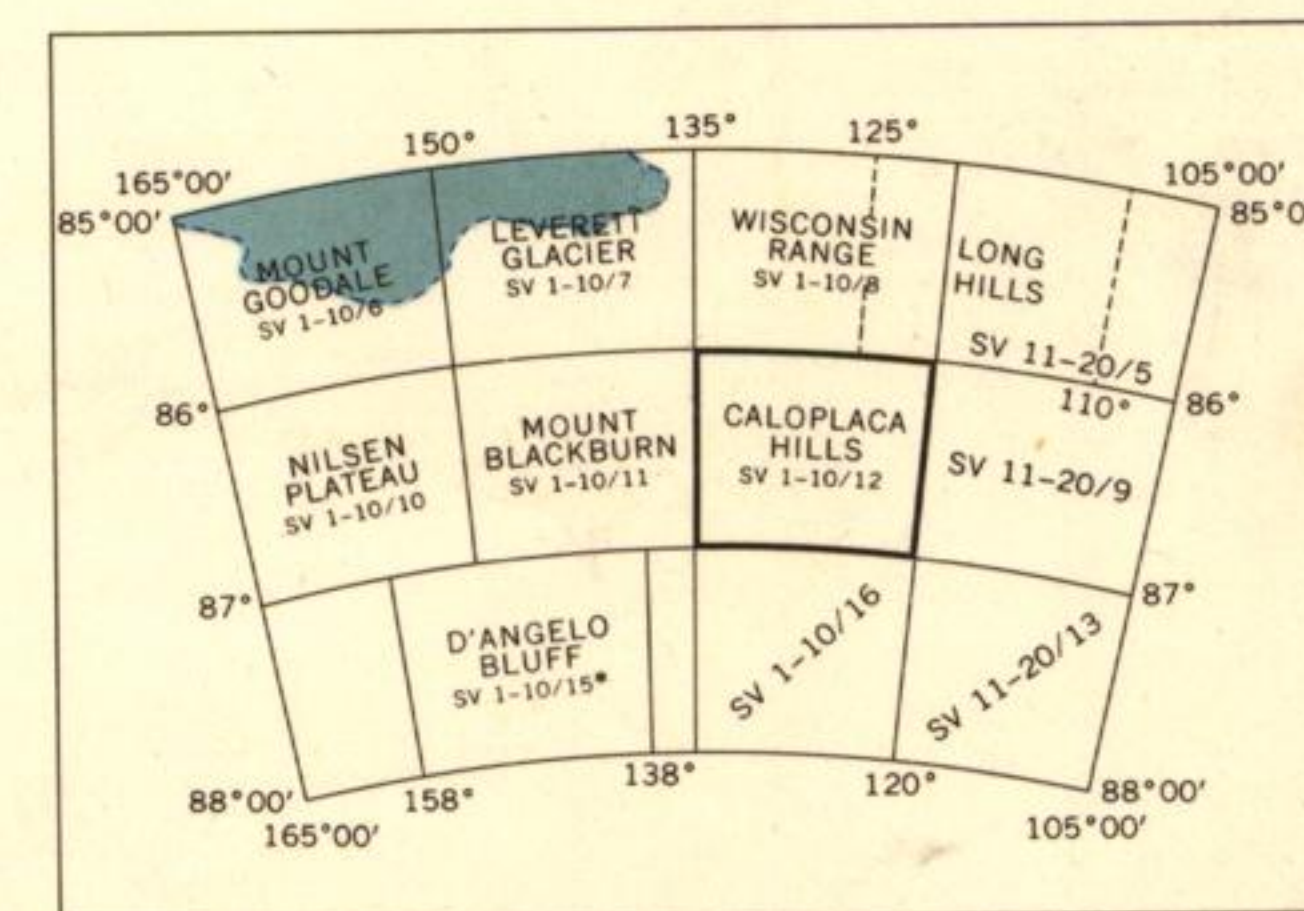 135°
125°
150°
105°00'
165°00'
85°00'
85°0
MOUNT
GOODALE
SV 1-10/6
LEVERETT
GLACIER
SV 1-10/7
WISCONSIN
RANGE
SV 1-10/8
LONG
HILLS
SV 11-20/5
110°
86°
86°
NILSEN
PLATEAU
SV 1-10/10
MOUNT
BLACKBURN
SV 1-10/11
CALOPLACA
HILLS
SV 1-10/12
SV 11-20/9
87°
87°
D'ANGELO
BLUFF
SV 1-10/15*
SV 1-10/16
SV 11-20/13
88°00'
165°00'
158°
138°
120°
88°00'
105°00'